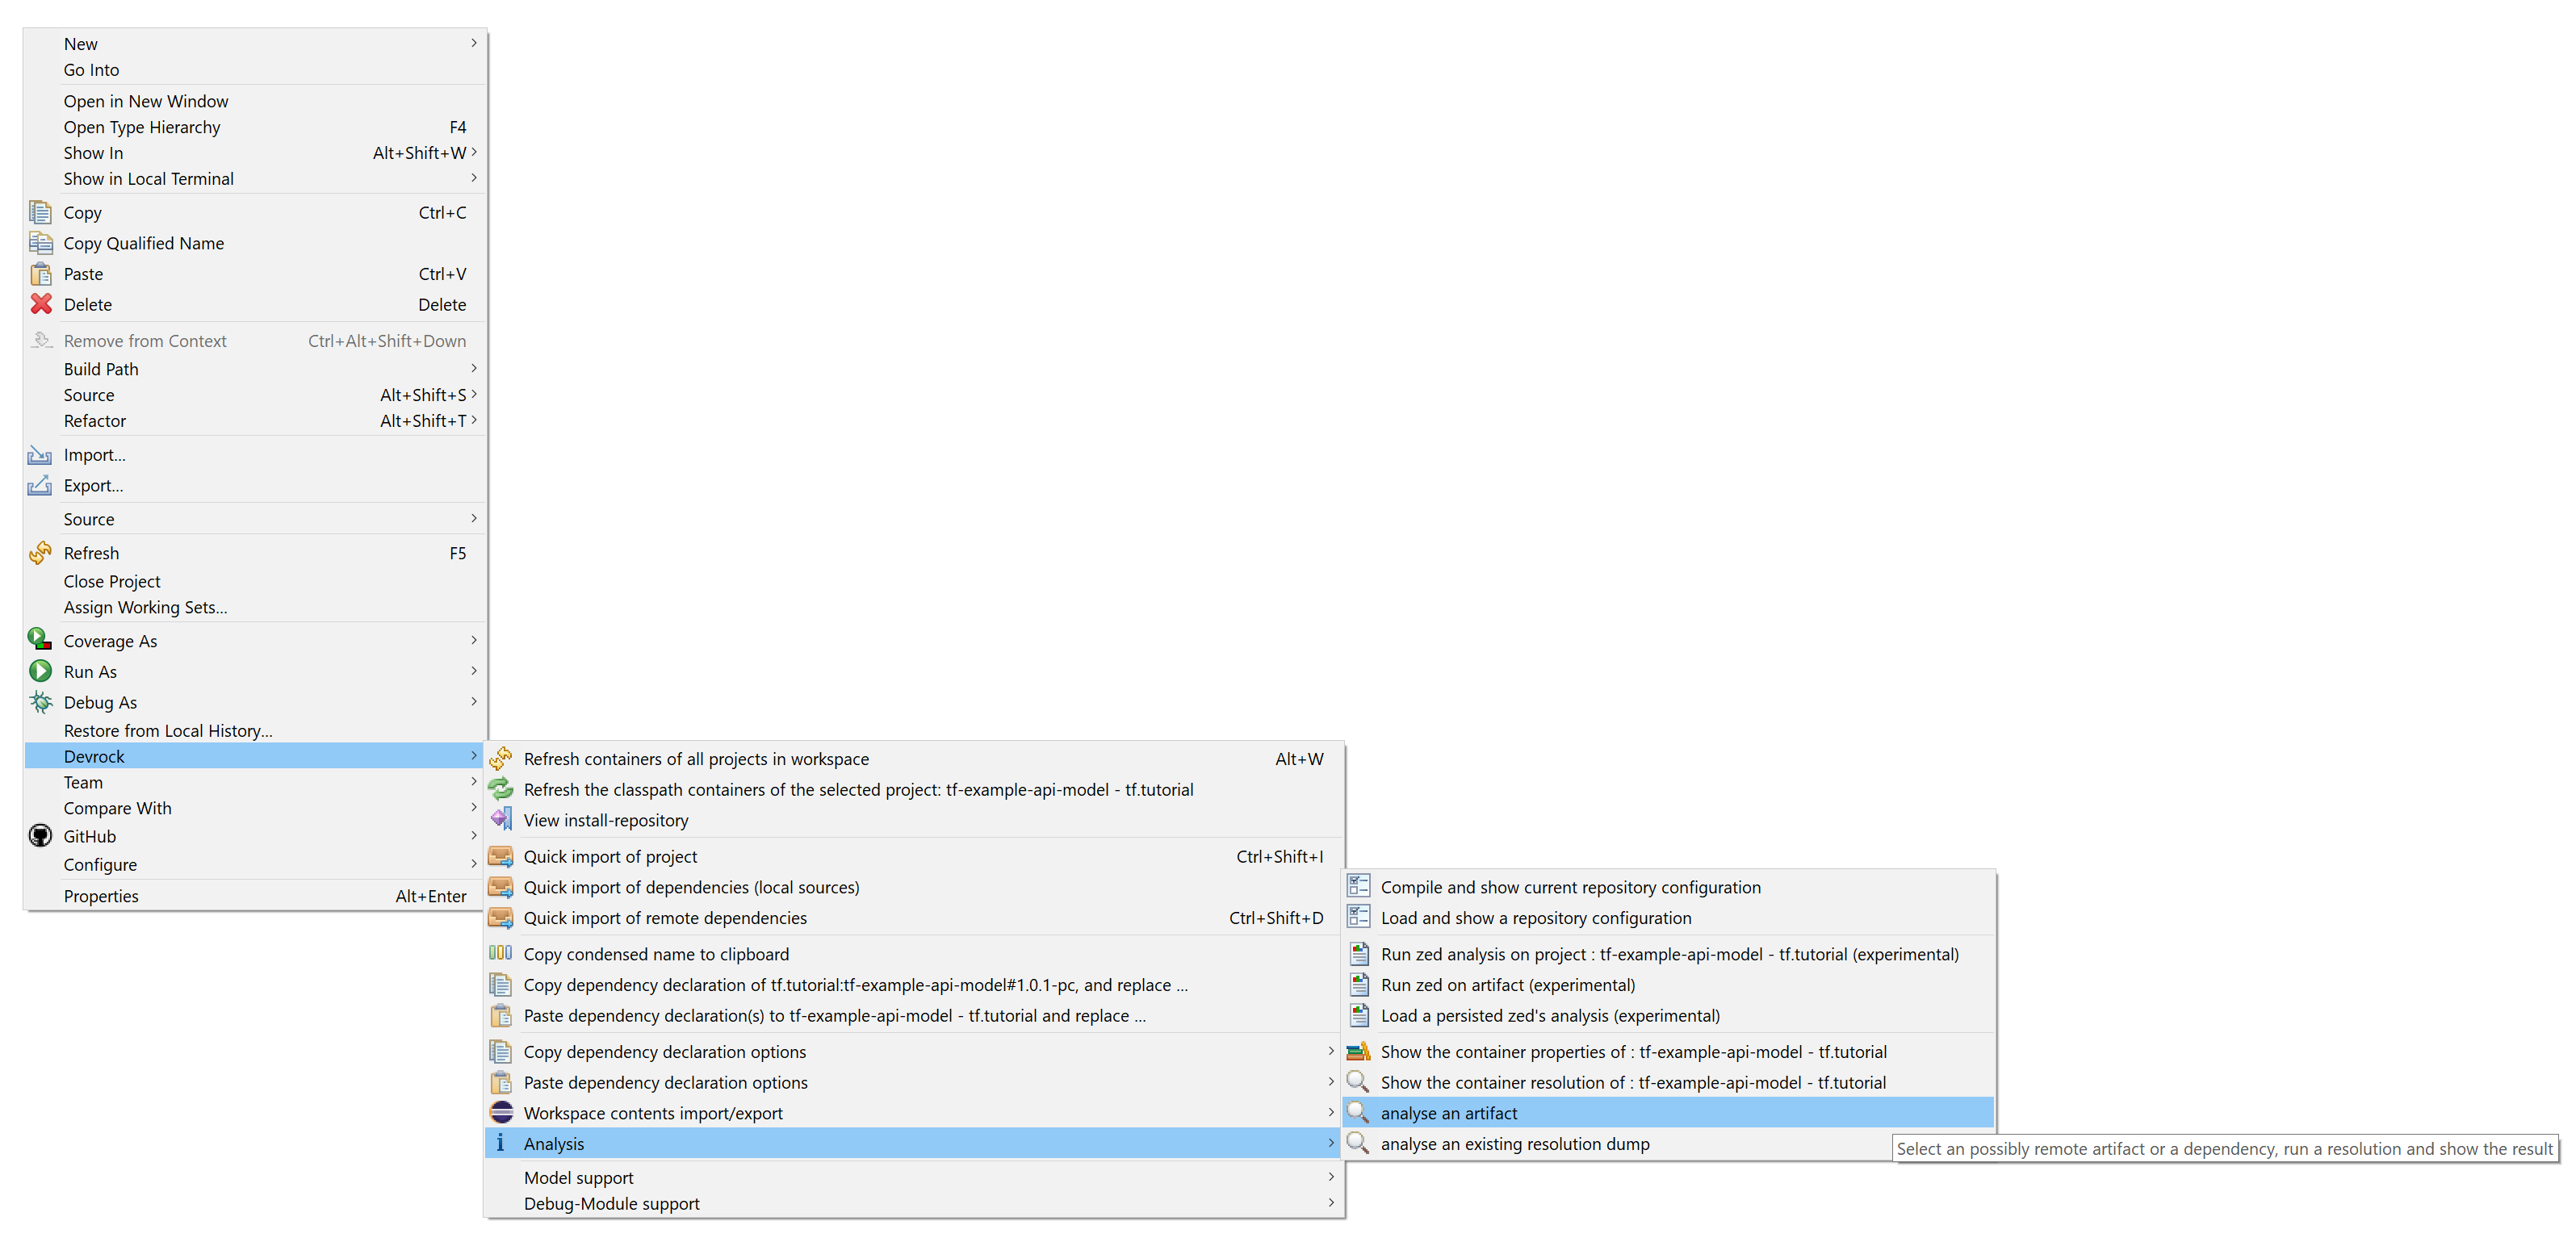 New
Go Into
Open in New Window
Open Type Hierarchy F4
Show In Alt+Shift+W
Show in Local Terminal
Copy Ctrl+C
Copy Qualified Name
Paste Ctrl+V
Delete Delete
Remove from Context Ctrl+Alt+Shift+Down
Build Path
Source Alt+Shift+S
Refactor Alt+Shift+T
Import...
Export...
Source
Refresh F5
Close Project
Assign Working Sets...
Coverage As
Run As
Debug As
Restore from Local History...
Devrock
Team
Compare With
GitHub
Configure
Properties Alt+Enter
Refresh containers of all projects in workspace Alt+W
Refresh the classpath containers of the selected project: tf-example-api-model - tf.tutorial
View install-repository
Quick import of project Ctrl+Shift+I
Quick import of dependencies (local sources)
Quick import of remote dependencies Ctrl+Shift+D
Copy condensed name to clipboard
Copy dependency declaration of tf.tutorial:tf-example-api-model#1.0.1-pc, and replace ...
Paste dependency declaration(s) to tf-example-api-model - tf.tutorial and replace ...
Copy dependency declaration options
Paste dependency declaration options
Workspace contents import/export
Analysis
Model support
Debug-Module support
Compile and show current repository configuration
Load and show a repository configuration
Run zed analysis on project : tf-example-api-model - tf.tutorial (experimental)
Run zed on artifact (experimental)
Load a persisted zed's analysis (experimental)
Show the container properties of : tf-example-api-model - tf.tutorial
Show the container resolution of : tf-example-api-model - tf.tutorial
analyse an artifact
analyse an existing resolution dump
Select an possibly remote artifact or a dependency, run a resolution and show the result